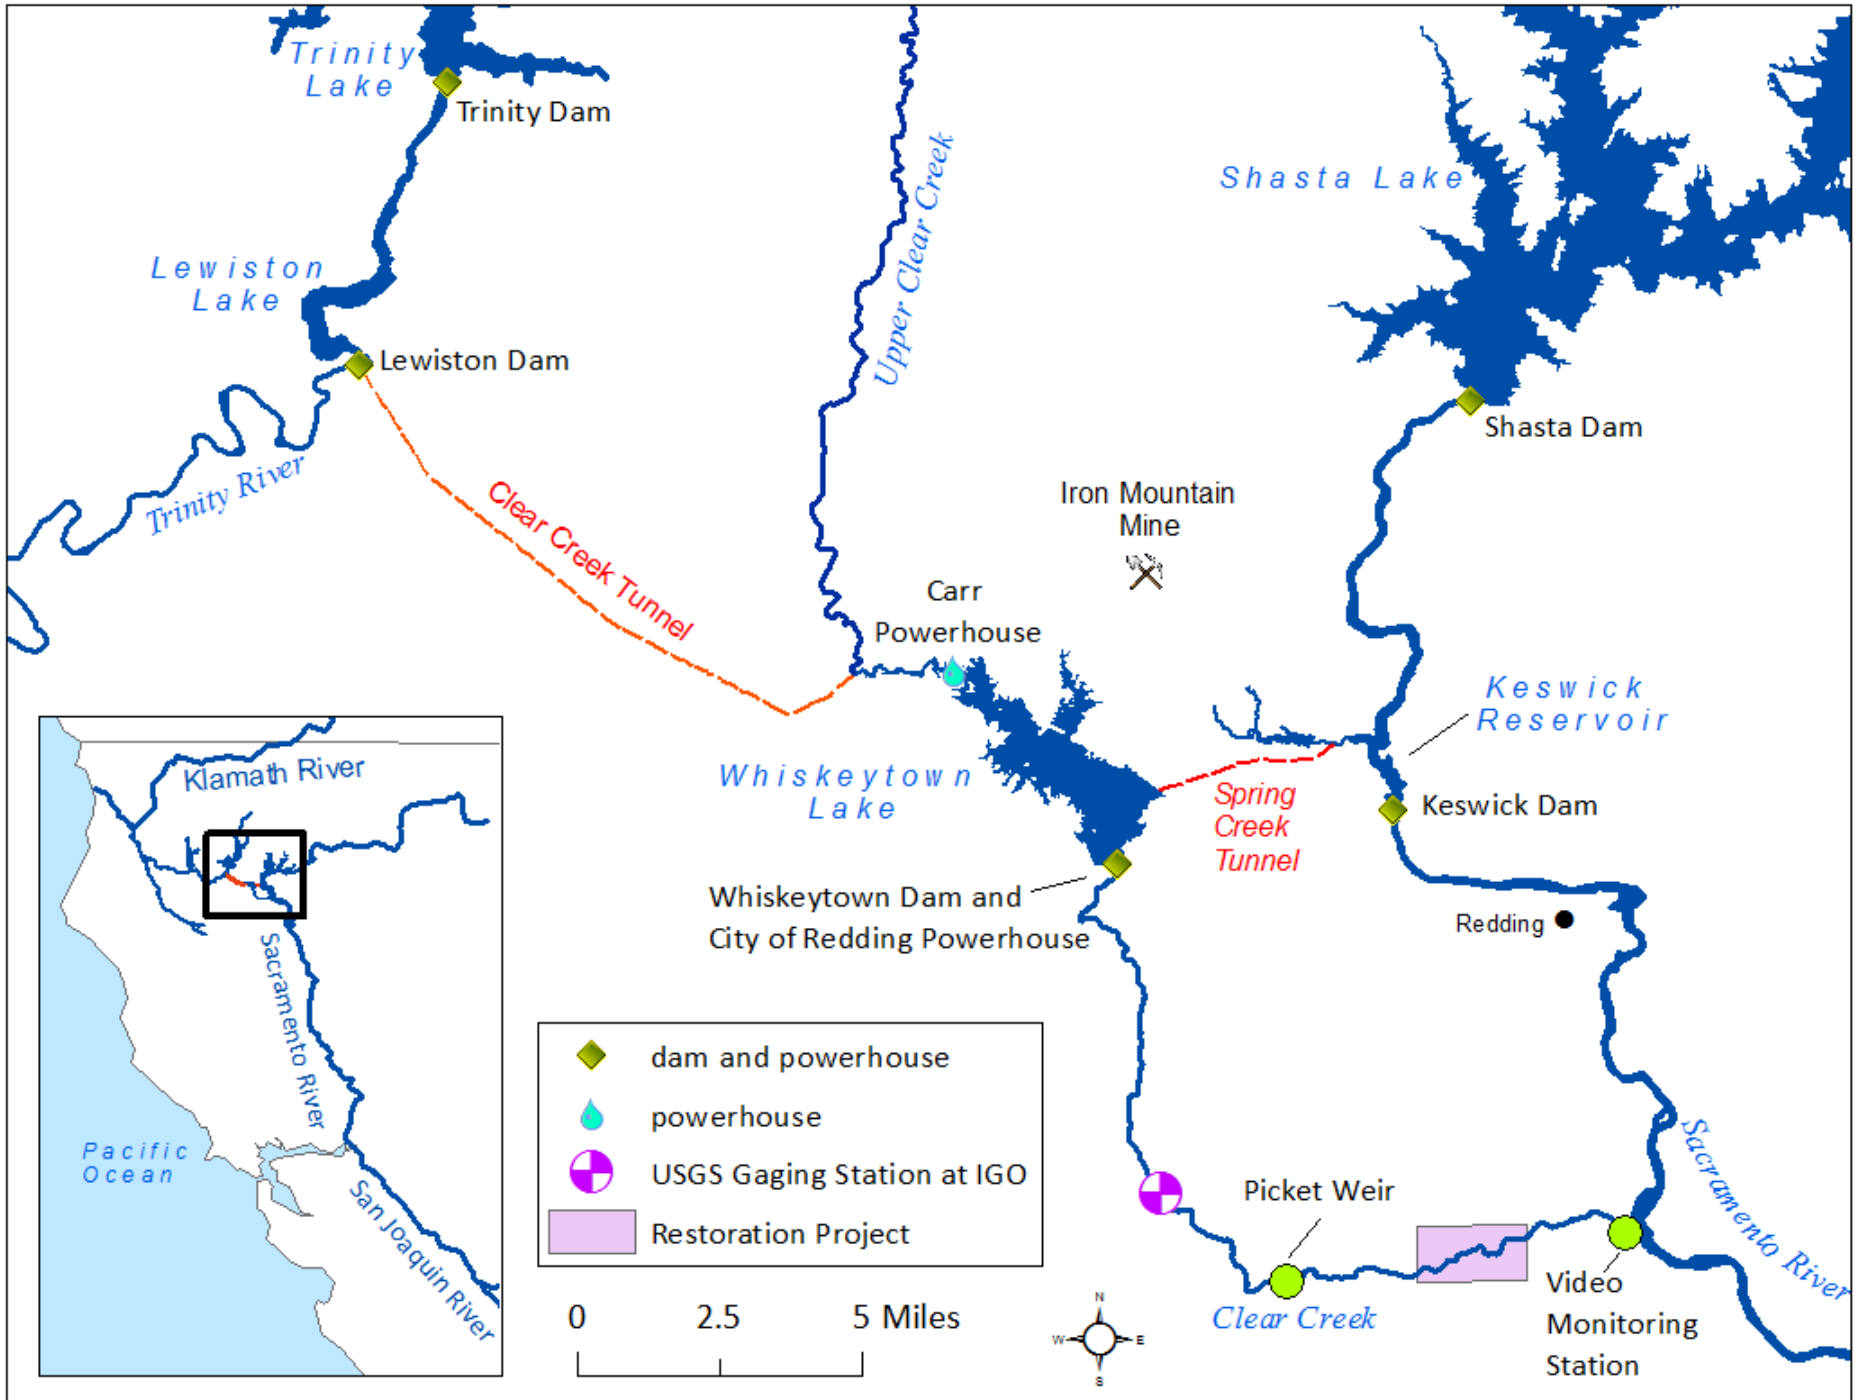 Trinity
Lake
Trinity Dam
Upper Clear Creek
Shasta Lake
Lewiston
Lake
Lewiston Dam
Shasta Dam
Trinity River
Clear Creek Tunnel
Iron Mountain
Mine
Carr
Powerhouse
Keswick
Reservoir
Whiskeytown
Lake
Spring
Creek
Tunnel
Keswick Dam
Whiskeytown Dam and
City of Redding Powerhouse
Redding
Klamath River
Sacramento River
Pacific
Ocean
San Joaquin River
dam and powerhouse
powerhouse
USGS Gaging Station at IGO
Restoration Project
0 2.5 5 Miles
N
W E
S
Picket Weir
Clear Creek
Sacramento River
Video
Monitoring
Station